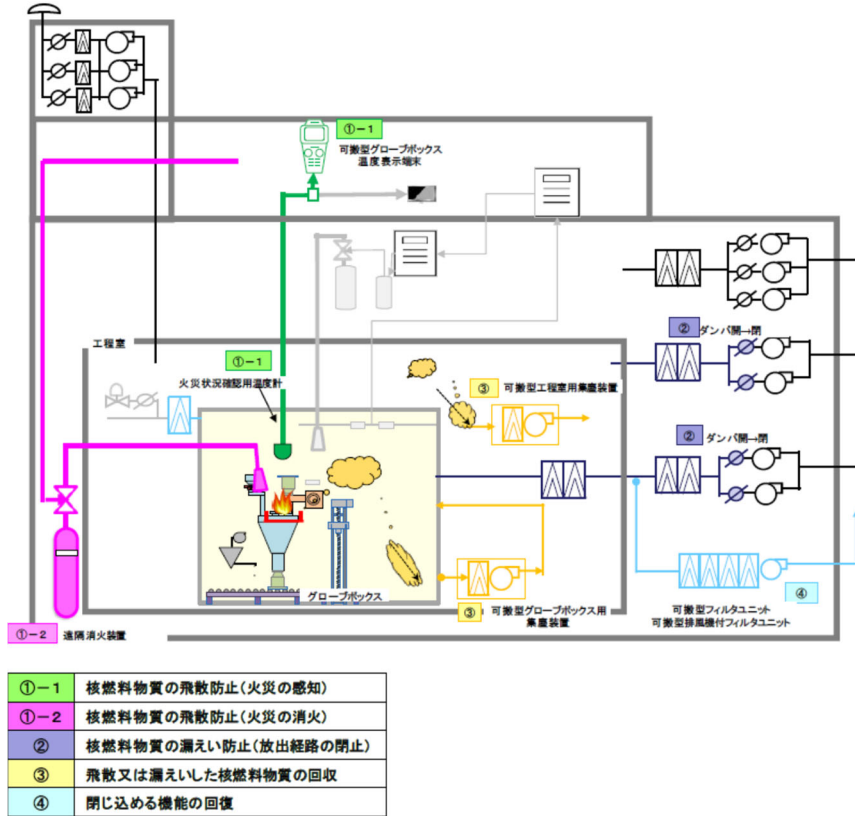 ①-1
可搬型グローブボックス
温度表示端末
工程室
①-1
火災状況確認用温度計
② ダンパ開→閉
③ 可搬型工程室用集塵装置
② ダンパ開→閉
グローブボックス
③ 可搬型グローブボックス用
集塵装置
④
可搬型フィルタユニット
可搬型排風機付フィルタユニット
①-2 遠隔消火装置
①-1 核燃料物質の飛散防止(火災の感知)
①-2 核燃料物質の飛散防止(火災の消火)
② 核燃料物質の漏えい防止(放出経路の閉止)
③ 飛散又は漏えいした核燃料物質の回収
④ 閉じ込める機能の回復